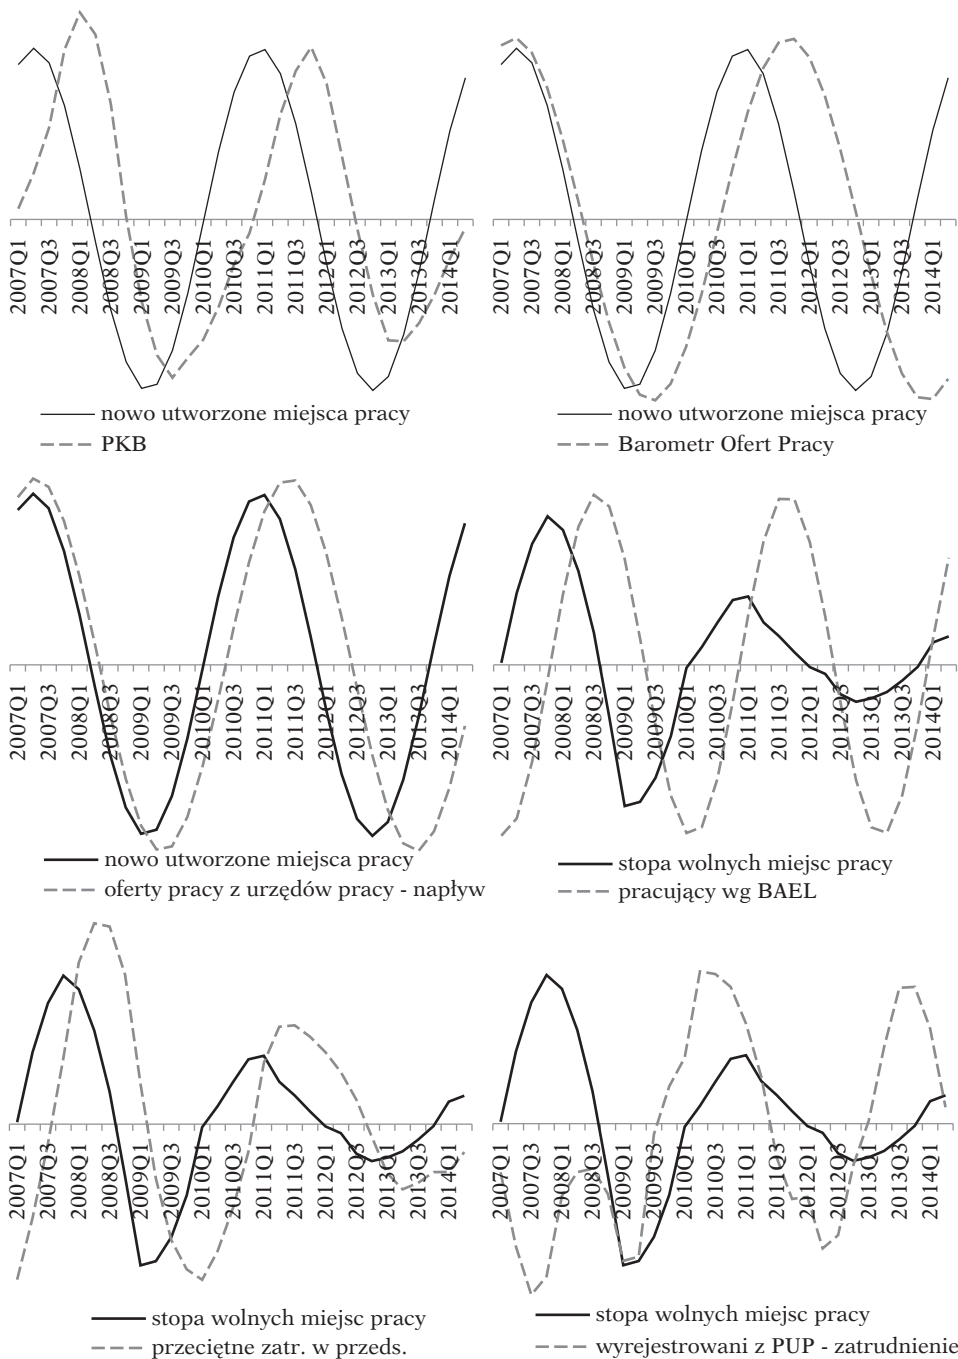 2007Q1 2007Q3 2008Q1 2008Q3 2009Q1 2009Q3 2010Q1 2010Q3 2011Q1 2011Q3 2012Q1 2012Q3 2013Q1 2013Q3 2014Q1
nowo utworzone miejsca pracy
PKB
2007Q1 2007Q3 2008Q1 2008Q3 2009Q1 2009Q3 2010Q1 2010Q3 2011Q1 2011Q3 2012Q1 2012Q3 2013Q1 2013Q3 2014Q1
nowo utworzone miejsca pracy
Barometr Ofert Pracy
2007Q1 2007Q3 2008Q1 2008Q3 2009Q1 2009Q3 2010Q1 2010Q3 2011Q1 2011Q3 2012Q1 2012Q3 2013Q1 2013Q3 2014Q1
nowo utworzone miejsca pracy
oferty pracy z urzędów pracy - napływ
2007Q1 2007Q3 2008Q1 2008Q3 2009Q1 2009Q3 2010Q1 2010Q3 2011Q1 2011Q3 2012Q1 2012Q3 2013Q1 2013Q3 2014Q1
stopa wolnych miejsc pracy
pracujący wg BAEL
2007Q1 2007Q3 2008Q1 2008Q3 2009Q1 2009Q3 2010Q1 2010Q3 2011Q1 2011Q3 2012Q1 2012Q3 2013Q1 2013Q3 2014Q1
stopa wolnych miejsc pracy
przeciętne zatr. w przeds.
2007Q1 2007Q3 2008Q1 2008Q3 2009Q1 2009Q3 2010Q1 2010Q3 2011Q1 2011Q3 2012Q1 2012Q3 2013Q1 2013Q3 2014Q1
stopa wolnych miejsc pracy
wyrejestrowani z PUP - zatrudnienie